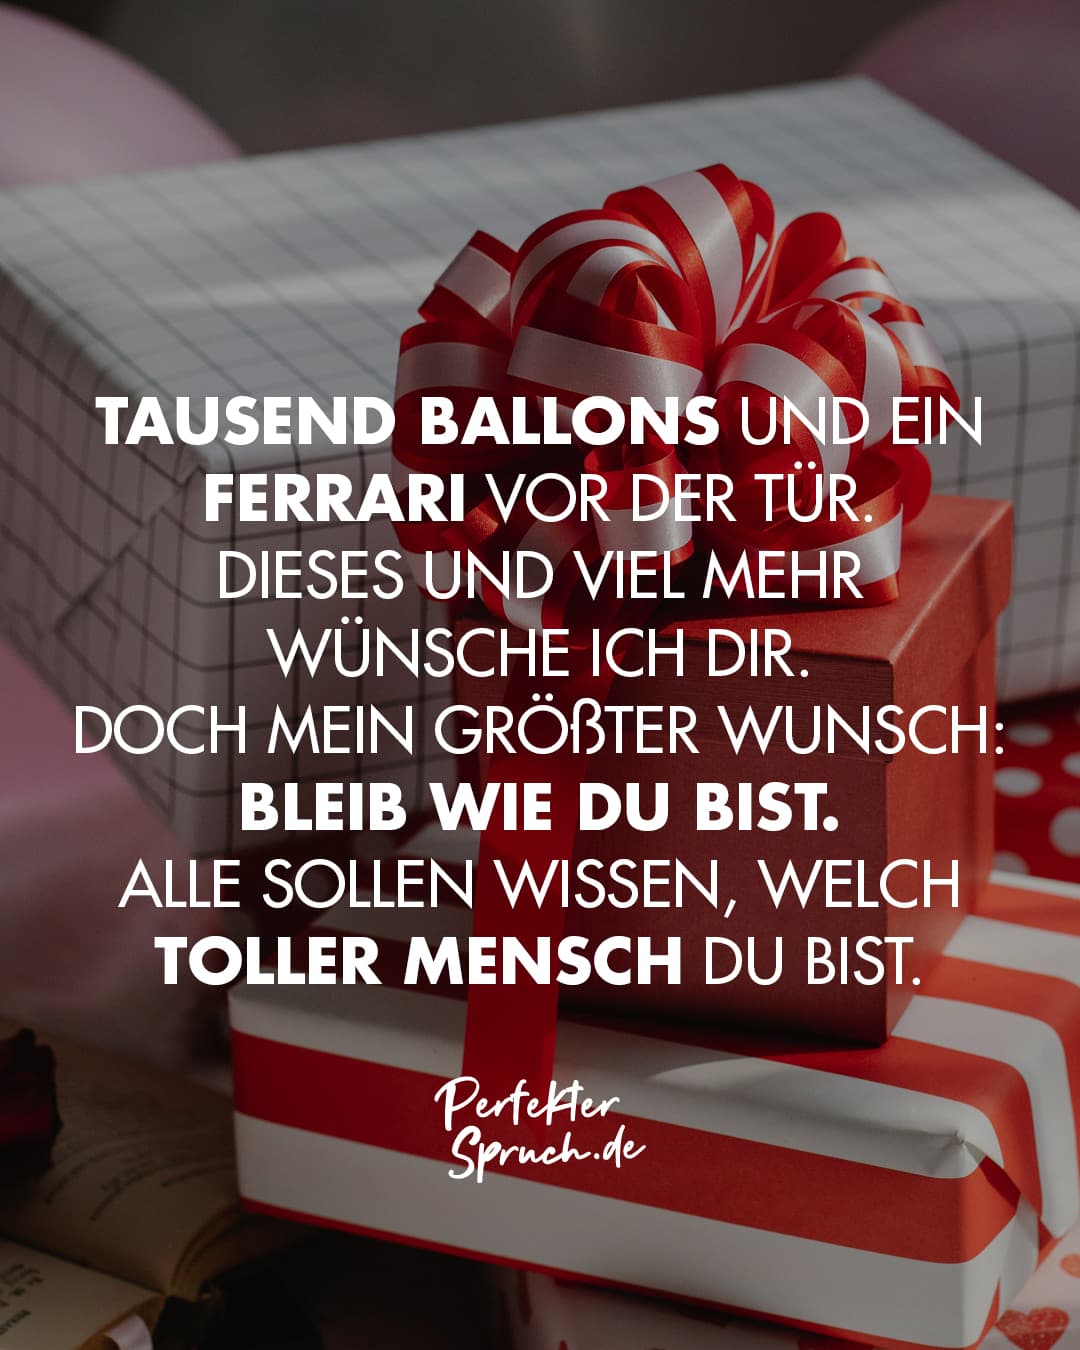 TAUSEND BALLONS UND EIN
FERRARI VOR DER TÜR.
DIESES UND VIEL MEHR
WÜNSCHE ICH DIR.
DOCH MEIN GRÖßTER WUNSCH:
BLEIB WIE DU BIST.
ALLE SOLLEN WISSEN, WELCH
TOLLER MENSCH DU BIST.
Perfekter
Spruch.de